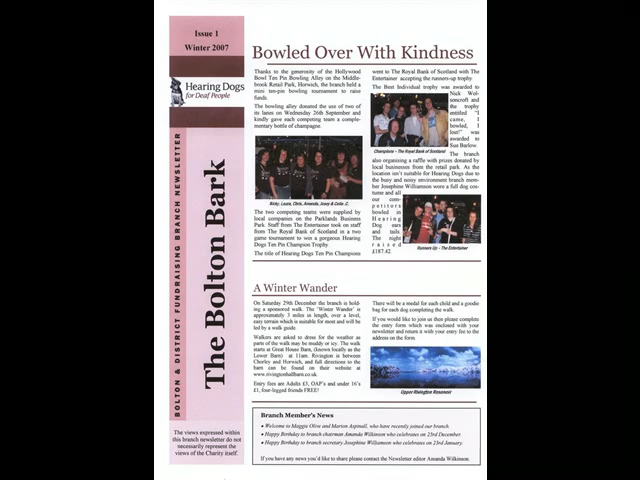 Issue 1
Winter 2007
Hearing Dogs
for Deaf People
BOLTON & DISTRICT FUNDRAISING BRANCH NEWSLETTER
The Bolton Bark
The views expressed within
this branch newsletter do not
necessarily represent the
views of the Charity itself.
Bowled Over With Kindness
Thanks to the generosity of the Hollywood
Bowl Ten Pin Bowling Alley on the Middle-
brook Retail Park, Horwich, the branch held a
mini ten-pin bowling tournament to raise
funds.
The bowling alley donated the use of two of
its lanes on Wednesday 26th September and
kindly gave each competing team a comple-
mentary bottle of champagne.
Ricky, Laura, Chris, Amanda, Joxey & Colin .C.
The two competing teams were supplied by
local companies on the Parklands Business
Park. Staff from The Entertainer took on staff
from The Royal Bank of Scotland in a two
game tournament to win a gorgeous Hearing
Dogs Ten Pin Champion Trophy.
The title of Hearing Dogs Ten Pin Champions
went to The Royal Bank of Scotland with The
Entertainer accepting the runners-up trophy.
The Best Individual trophy was awarded to
Nick Wol-
sencroft and
the trophy
entitled "I
came, I
bowled, I
lost!" was
awarded to
Sue Barlow.
Champions - The Royal Bank of Scotland
The branch
also organising a raffle with prizes donated by
local businesses from the retail park. As the
location isn't suitable for Hearing Dogs due to
the busy and noisy environment branch mem-
ber Josephine Williamson wore a full dog cos-
tume and all
our com-
petitors
bowled in
Hearing
Dog ears
and tails.
The night
raised
£187.42.
Runners Up - The Entertainer
A Winter Wander
On Saturday 29th December the branch is hold-
ing a sponsored walk. The 'Winter Wander' is
approximately 3 miles in length, over a level,
easy terrain which is suitable for most and will be
led by a walk guide.
Walkers are asked to dress for the weather as
parts of the walk may be muddy or icy. The walk
starts at Great House Barn, (known locally as the
Lower Barn) at 11am. Rivington is between
Chorley and Horwich, and full directions to the
barn can be found on their website at
www.rivingtonhallbarn.co.uk.
Entry fees are Adults £3, OAP's and under 16's
£1, four-legged friends FREE!
There will be a medal for each child and a goodie
bag for each dog completing the walk.
If you would like to join us then please complete
the entry form which was enclosed with your
newsletter and return it with your entry fee to the
address on the form.
Upper Rivington Reservoir
Branch Member's News
• Welcome to Maggie Olive and Marion Aspinall, who have recently joined our branch.
• Happy Birthday to branch chairman Amanda Wilkinson who celebrates on 23rd December.
• Happy Birthday to branch secretary Josephine Williamson who celebrates on 23rd January.
If you have any news you'd like to share please contact the Newsletter editor Amanda Wilkinson.